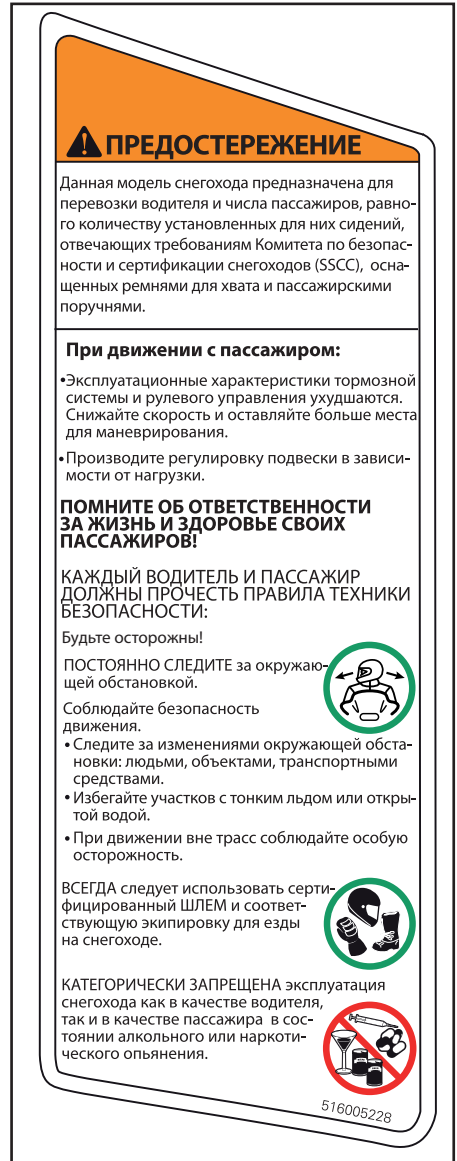 ПРЕДОСТЕРЕЖЕНИЕ
Данная модель снегохода предназначена для
перевозки водителя и числа пассажиров, равно-
го количеству установленных для них сидений,
отвечающих требованиям Комитета по безопас-
ности и сертификации снегоходов (SSCC), осна-
щенных ремнями для хвата и пассажирскими
поручнями.
При движении с пассажиром:
•Эксплуатационные характеристики тормозной
системы и рулевого управления ухудшаются.
Снижайте скорость и оставляйте больше места
для маневрирования.
•Производите регулировку подвески в зависи-
мости от нагрузки.
ПОМНИТЕ ОБ ОТВЕТСТВЕННОСТИ
ЗА ЖИЗНЬ И ЗДОРОВЬЕ СВОИХ
ПАССАЖИРОВ!
КАЖДЫЙ ВОДИТЕЛЬ И ПАССАЖИР
ДОЛЖНЫ ПРОЧЕСТЬ ПРАВИЛА ТЕХНИКИ
БЕЗОПАСНОСТИ:
Будьте осторожны!
ПОСТОЯННО СЛЕДИТЕ за окружаю-
щей обстановкой.
Соблюдайте безопасность
движения.
• Следите за изменениями окружающей обста-
новки: людьми, объектами, транспортными
средствами.
• Избегайте участков с тонким льдом или откры-
той водой.
• При движении вне трасс соблюдайте особую
осторожность.
ВСЕГДА следует использовать серти-
фицированный ШЛЕМ и соответ-
ствующую экипировку для езды
на снегоходе.
КАТЕГОРИЧЕСКИ ЗАПРЕЩЕНА эксплуатация
снегохода как в качестве водителя,
так и в качестве пассажира в сос-
тоянии алкогольного или наркоти-
ческого опьянения.
516005228